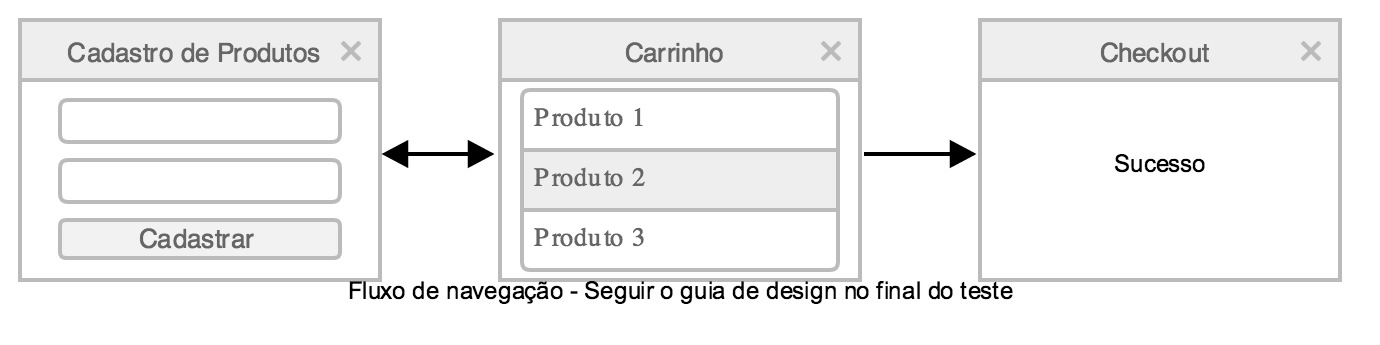 Cadastro de Produtos
Cadastrar
Carrinho
Produto 1
Produto 2
Produto 3
Checkout
Sucesso
Fluxo de navegação - Seguir o guia de design no final do teste